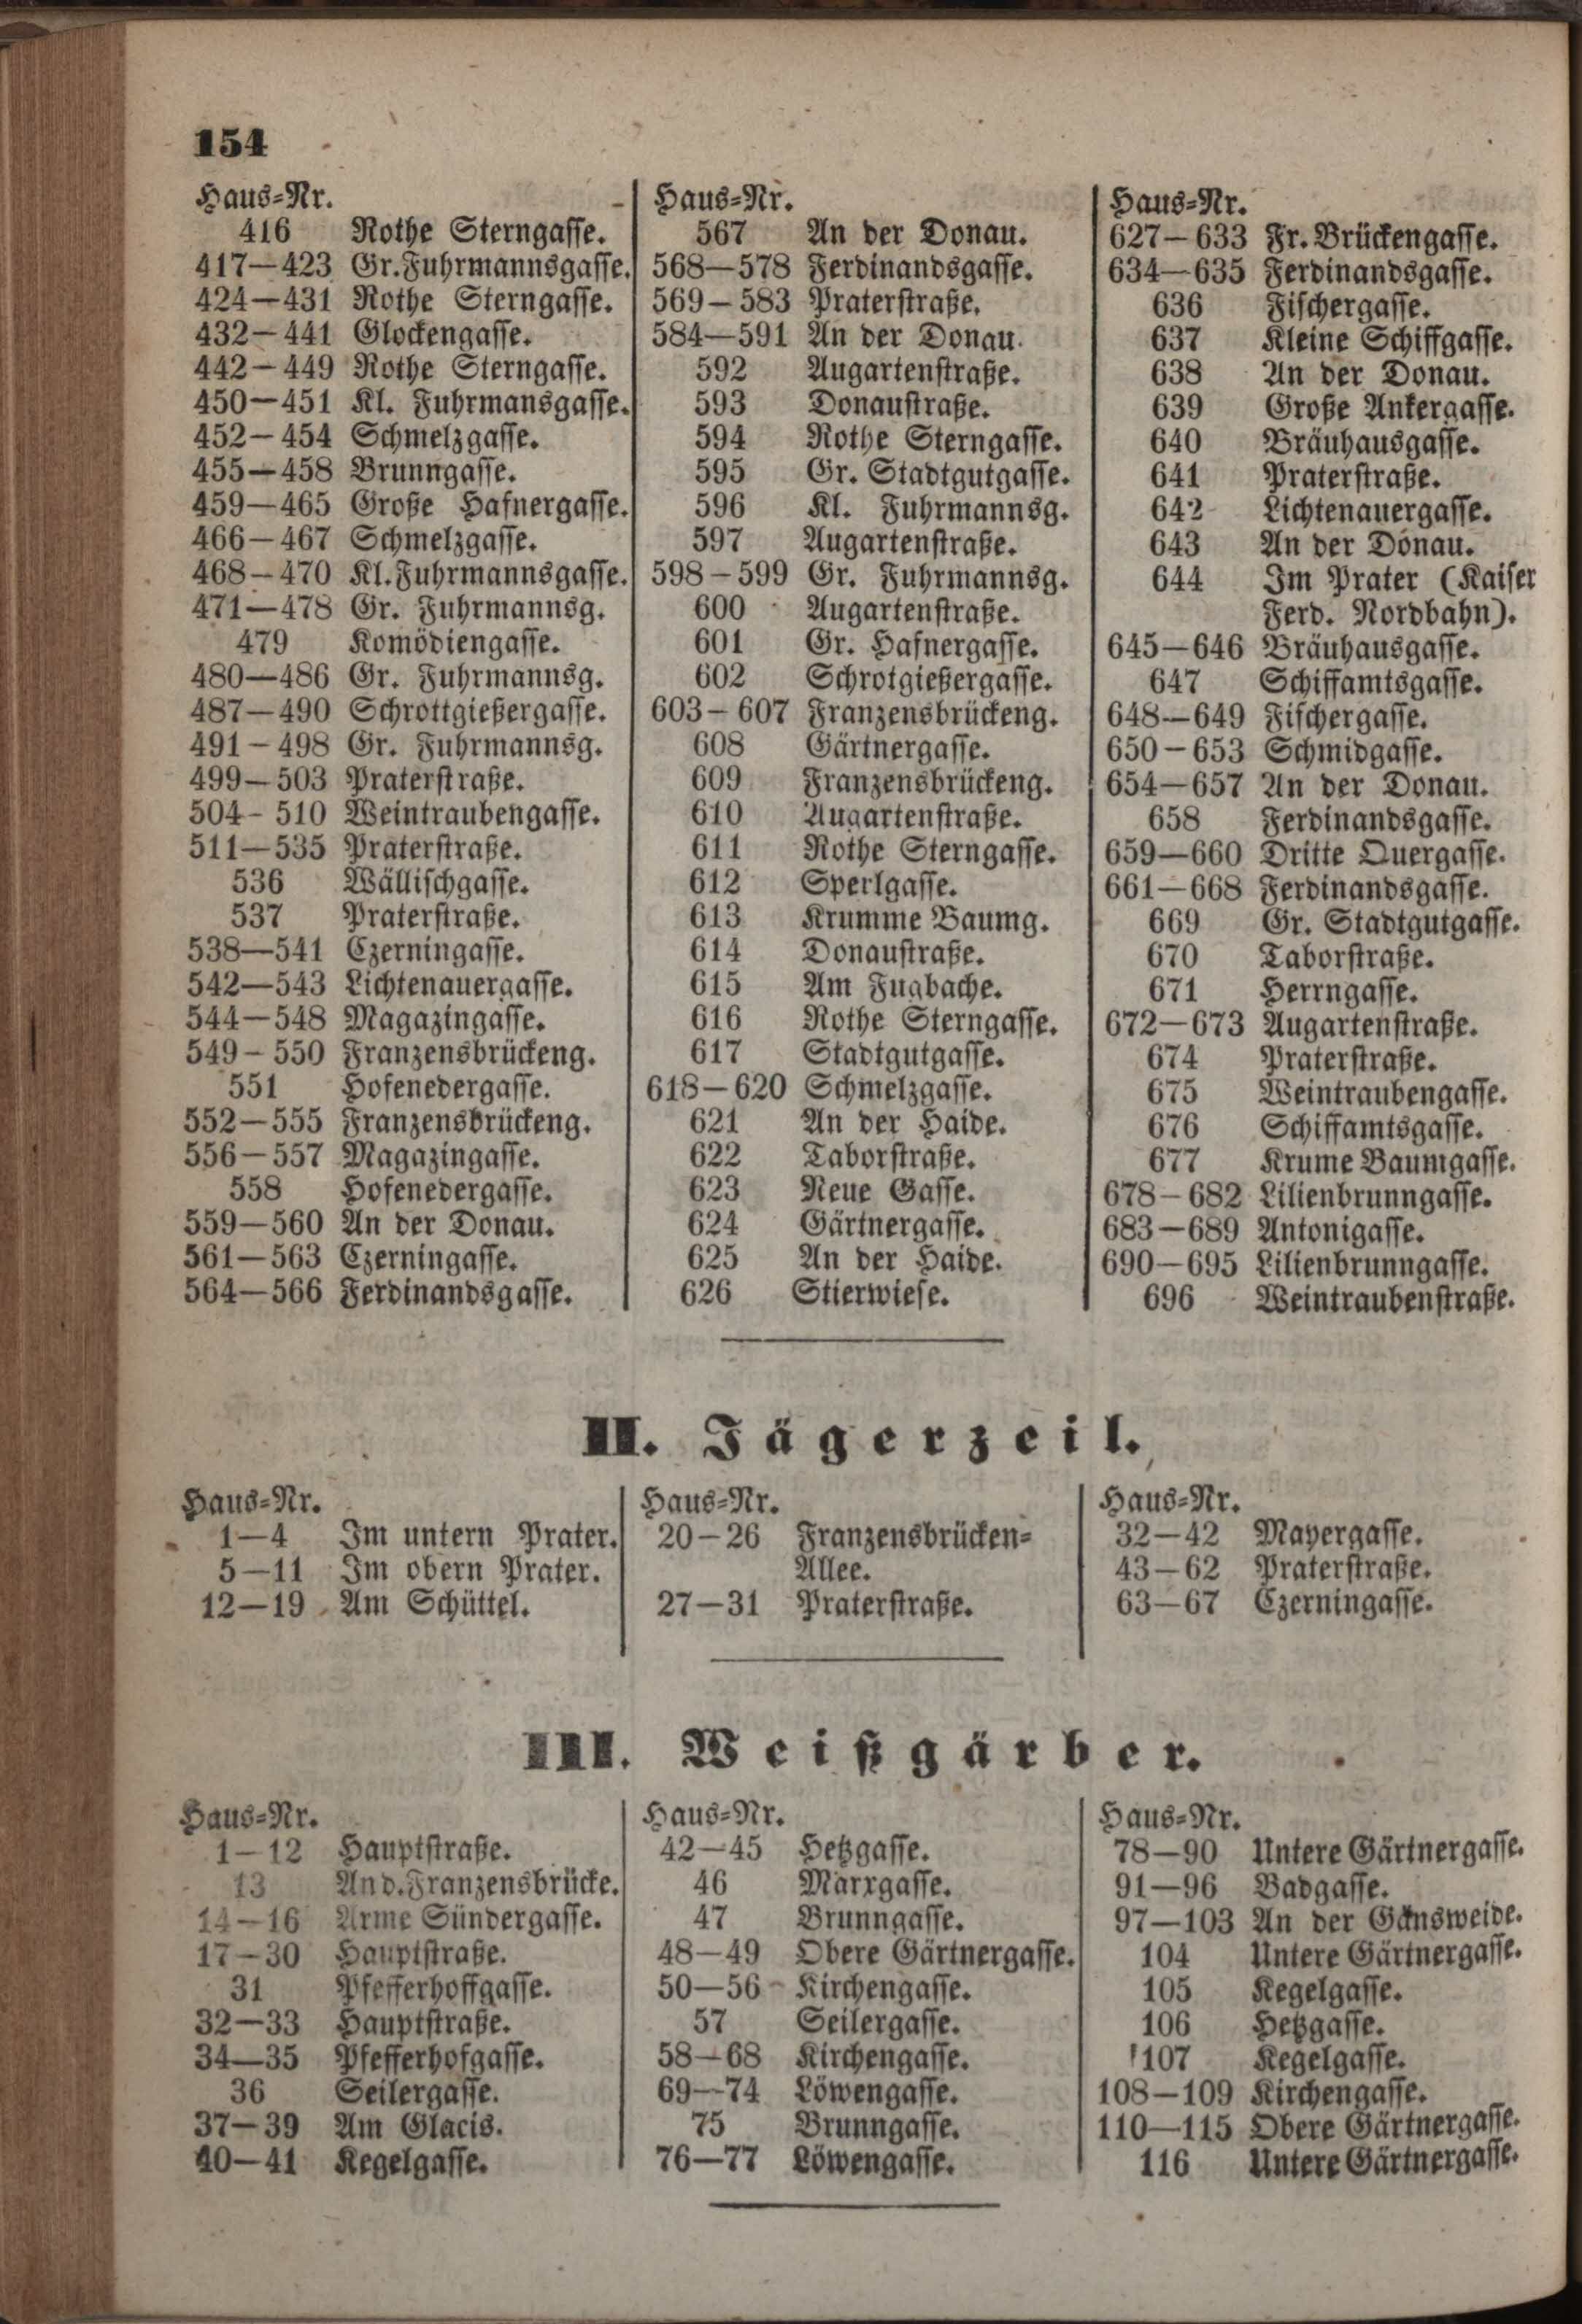 154
Haus-Nr.
416 Rothe Sterngasse.
417—423 Gr. Fuhrmannsgasse.
424—431 Rothe Sterngasse.
432—441 Glockengasse.
442—449 Rothe Sterngasse.
450—451 Kl. Fuhrmansgasse.
452—454 Schmelzgasse.
455—458 Brunngasse.
459—465 Große Hafnergasse.
466—467 Schmelzgasse.
468—470 Kl. Fuhrmannsgasse.
471—478 Gr. Fuhrmannsg.
479 Komödiengasse.
480—486 Gr. Fuhrmannsg.
487—490 Schrottgießergasse.
491—498 Gr. Fuhrmannsg.
499—503 Praterstraße.
504—510 Weintraubengasse.
511—535 Praterstraße.
536 Wällischgasse.
537 Praterstraße.
538—541 Czerningasse.
542—543 Lichtenauergasse.
544—548 Magazingasse.
549—550 Franzensbrückeng.
551 Hofenedergasse.
552—555 Franzensbrückeng.
556—557 Magazingasse.
558 Hofenedergasse.
559—560 An der Donau.
561—563 Czerningasse.
564—566 Ferdinandsgasse.
Haus-Nr.
567 An der Donau.
568—578 Ferdinandsgasse.
569—583 Praterstraße.
584—591 An der Donau.
592 Augartenstraße.
593 Donaustraße.
594 Rothe Sterngasse.
595 Gr. Stadtgutgasse.
596 Kl. Fuhrmannsg.
597 Augartenstraße.
598—599 Gr. Fuhrmannsg.
600 Augartenstraße.
601 Gr. Hafnergasse.
602 Schrotgießergasse.
603—607 Franzensbrückeng.
608 Gärtnergasse.
609 Franzensbrückeng.
610 Augartenstraße.
611 Rothe Sterngasse.
612 Sperlgasse.
613 Krumme Baumg.
614 Donaustraße.
615 Am Fugbache.
616 Rothe Sterngasse.
617 Stadtgutgasse.
618—620 Schmelzgasse.
621 An der Haide.
622 Taborstraße.
623 Neue Gasse.
624 Gärtnergasse.
625 An der Haide.
626 Stierwiese.
Haus-Nr.
627—633 Fr. Brückengasse.
634—635 Ferdinandsgasse.
636 Fischergasse.
637 Kleine Schiffgasse.
638 An der Donau.
639 Große Ankergasse.
640 Bräuhausgasse.
641 Praterstraße.
642 Lichtenauergasse.
643 An der Donau.
644 Im Prater (Kaiser
Ferd. Nordbahn).
645—646 Bräuhausgasse.
647 Schiffamtsgasse.
648—649 Fischergasse.
650—653 Schmidgasse.
654—657 An der Donau.
658 Ferdinandsgasse.
659—660 Dritte Quergasse.
661—668 Ferdinandsgasse.
669 Gr. Stadtgutgasse.
670 Taborstraße.
671 Herrngasse.
672—673 Augartenstraße.
674 Praterstraße.
675 Weintraubengasse.
676 Schiffamtsgasse.
677 Krume Baumgasse.
678—682 Lilienbrunngasse.
683—689 Antonigasse.
690—695 Lilienbrunngasse.
696 Weintraubenstraße.
II. Jägerzeil.
Haus-Nr.
1—4 Im untern Prater.
5—11 Im obern Prater.
12—19 Am Schüttel.
Haus-Nr.
20—26 Franzensbrücken-
Allee.
27—31 Praterstraße.
Haus-Nr.
32—42 Mayergasse.
43—62 Praterstraße.
63—67 Czerningasse.
III. Weißgärber.
Haus-Nr.
1—12 Hauptstraße.
13 An d. Franzensbrücke.
14—16 Arme Sündergasse.
17—30 Hauptstraße.
31 Pfefferhoffgasse.
32—33 Hauptstraße.
34—35 Pfefferhofgasse.
36 Seilergasse.
37—39 Am Glacis.
40—41 Kegelgasse.
Haus-Nr.
42—45 Hetzgasse.
46 Marxgasse.
47 Brunngasse.
48—49 Obere Gärtnergasse.
50—56 Kirchengasse.
57 Seilergasse.
58—68 Kirchengasse.
69—74 Löwengasse.
75 Brunngasse.
76—77 Löwengasse.
Haus-Nr.
78—90 Untere Gärtnergasse.
91—96 Badgasse.
97—103 An der Gänsweide.
104 Untere Gärtnergasse.
105 Kegelgasse.
106 Hetzgasse.
107 Kegelgasse.
108—109 Kirchengasse.
110—115 Obere Gärtnergasse.
116 Untere Gärtnergasse.